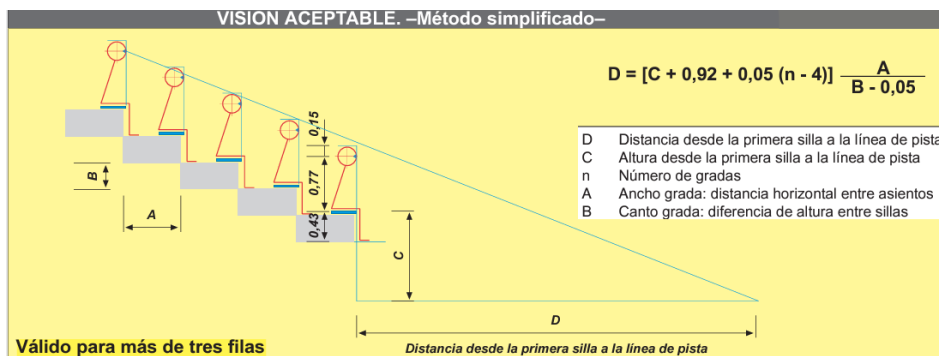 VISION ACEPTABLE. –Método simplificado–
D = [C + 0,92 + 0,05 (n - 4)] A
B - 0,05
D Distancia desde la primera silla a la línea de pista
C Altura desde la primera silla a la línea de pista
n Número de gradas
A Ancho grada: distancia horizontal entre asientos
B Canto grada: diferencia de altura entre sillas
0,15
0,77
0,43
B
A
C
D
Válido para más de tres filas
Distancia desde la primera silla a la línea de pista